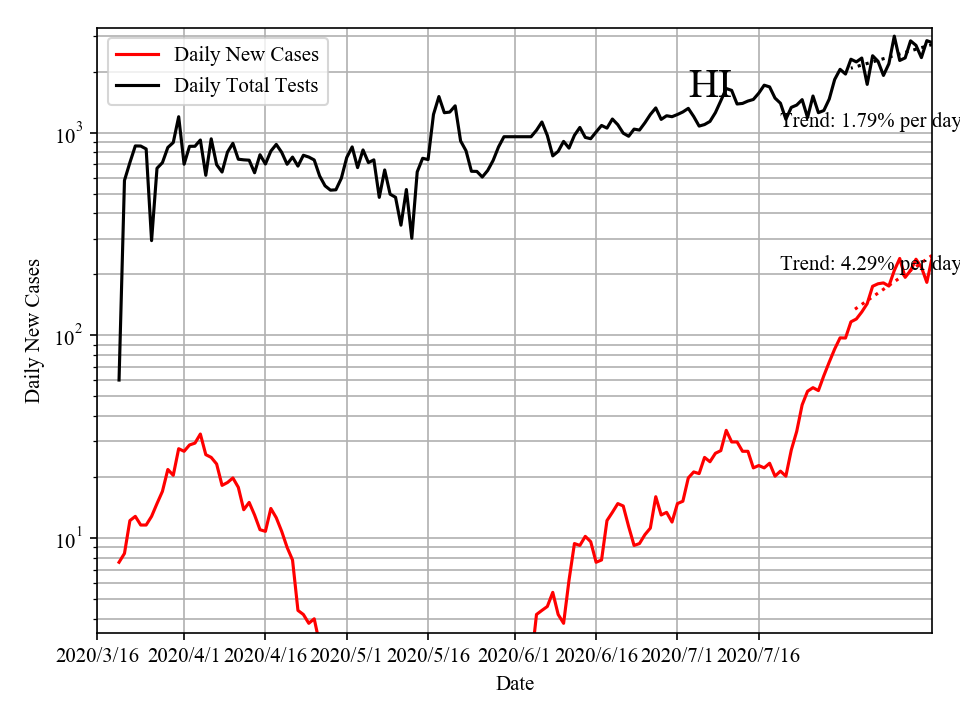 Daily New Cases
Daily Total Tests
HI
Trend: 1.79% per day
Trend: 4.29% per day
10³
10²
10¹
Daily New Cases
2020/3/16 2020/4/1 2020/4/16 2020/5/1 2020/5/16 2020/6/1 2020/6/16 2020/7/1 2020/7/16
Date